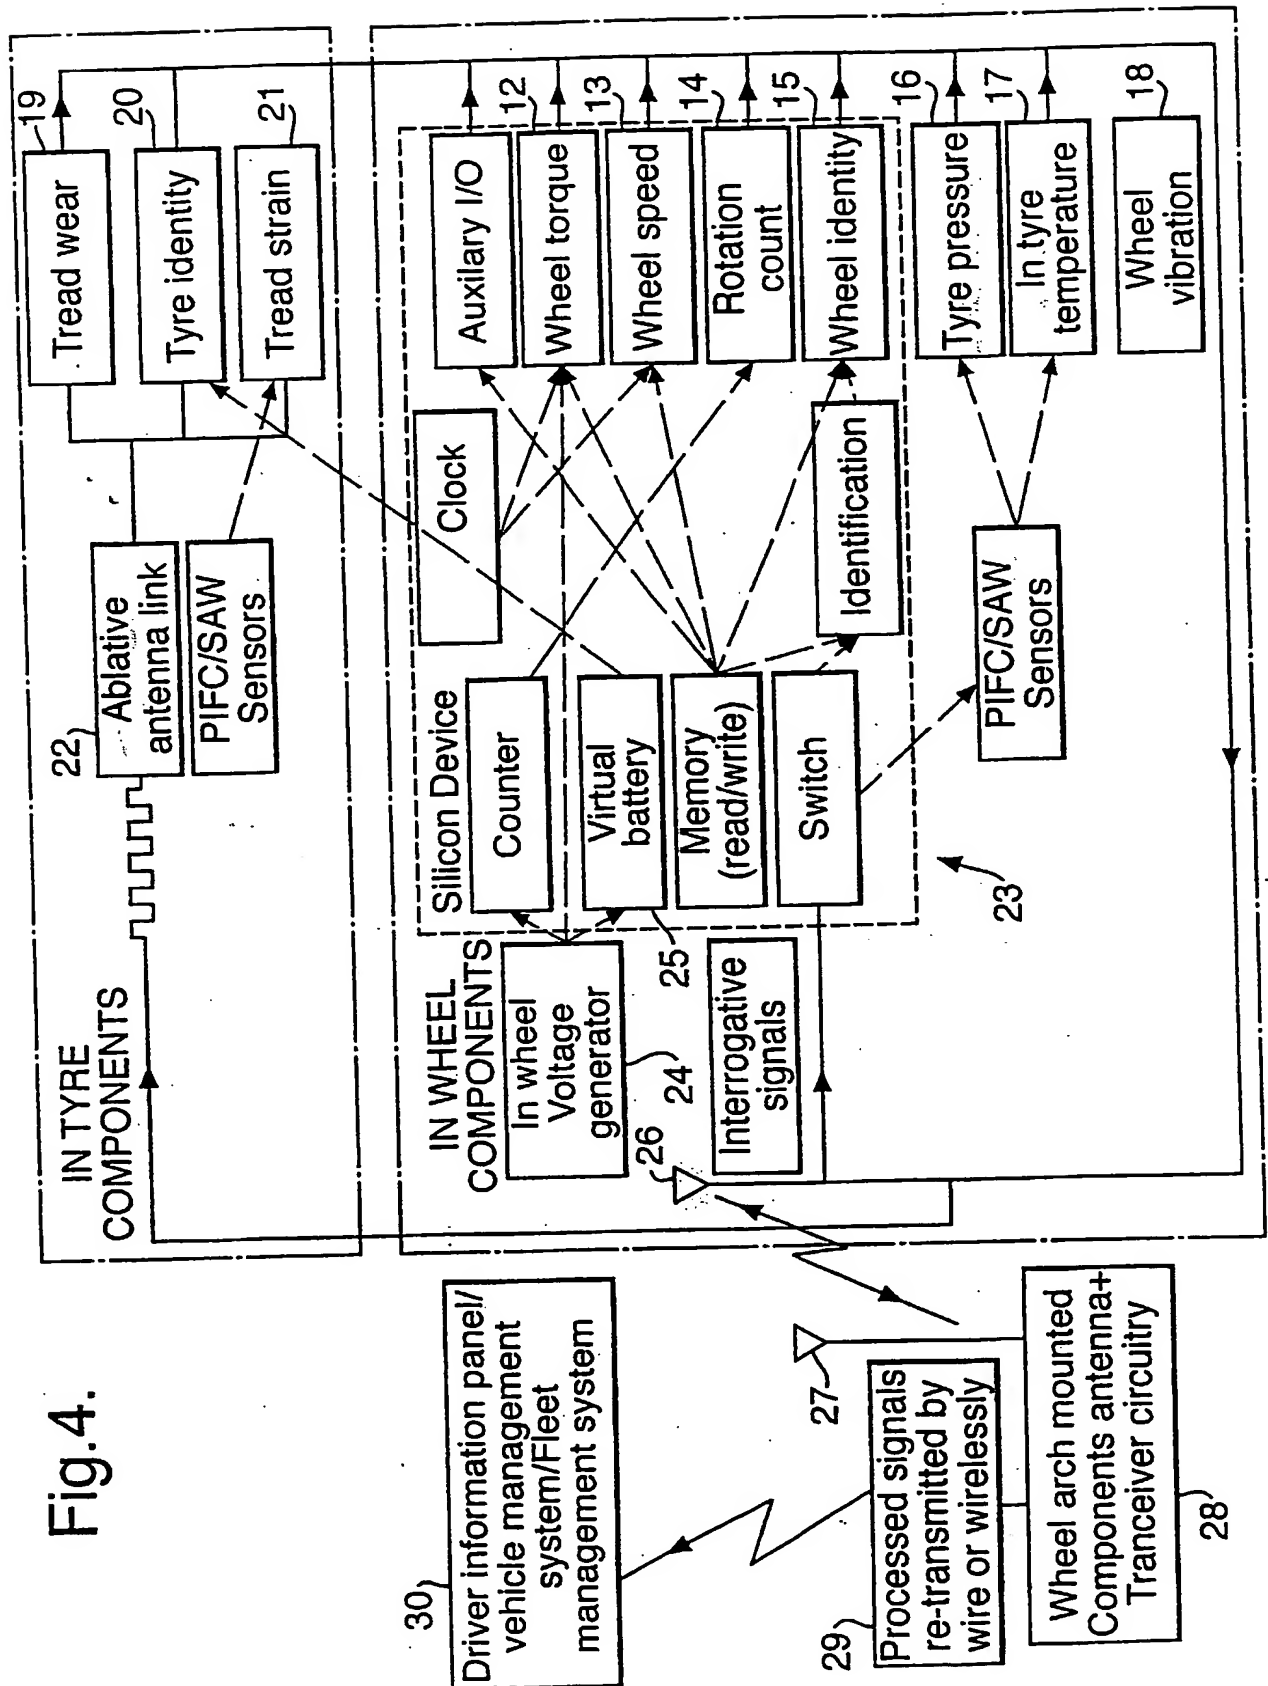 Fig.4.
IN TYRE
COMPONENTS
22
Ablative
antenna link
PIFC/SAW
Sensors
19
Tread wear
20
Tyre identity
21
Tread strain
IN WHEEL
COMPONENTS
In wheel
Voltage
generator
24
26
Interrogative
signals
Silicon Device
Counter
Virtual
battery
25
Memory
(read/write)
Switch
23
Clock
Identification
PIFC/SAW
Sensors
Auxilary I/O
12
Wheel torque
13
Wheel speed
14
Rotation
count
15
Wheel identity
16
Tyre pressure
17
In tyre
temperature
18
Wheel
vibration
30
Driver information panel/
vehicle management
system/Fleet
management system
27
29
Processed signals
re-transmitted by
wire or wirelessly
Wheel arch mounted
Components antenna+
Tranceiver circuitry
28